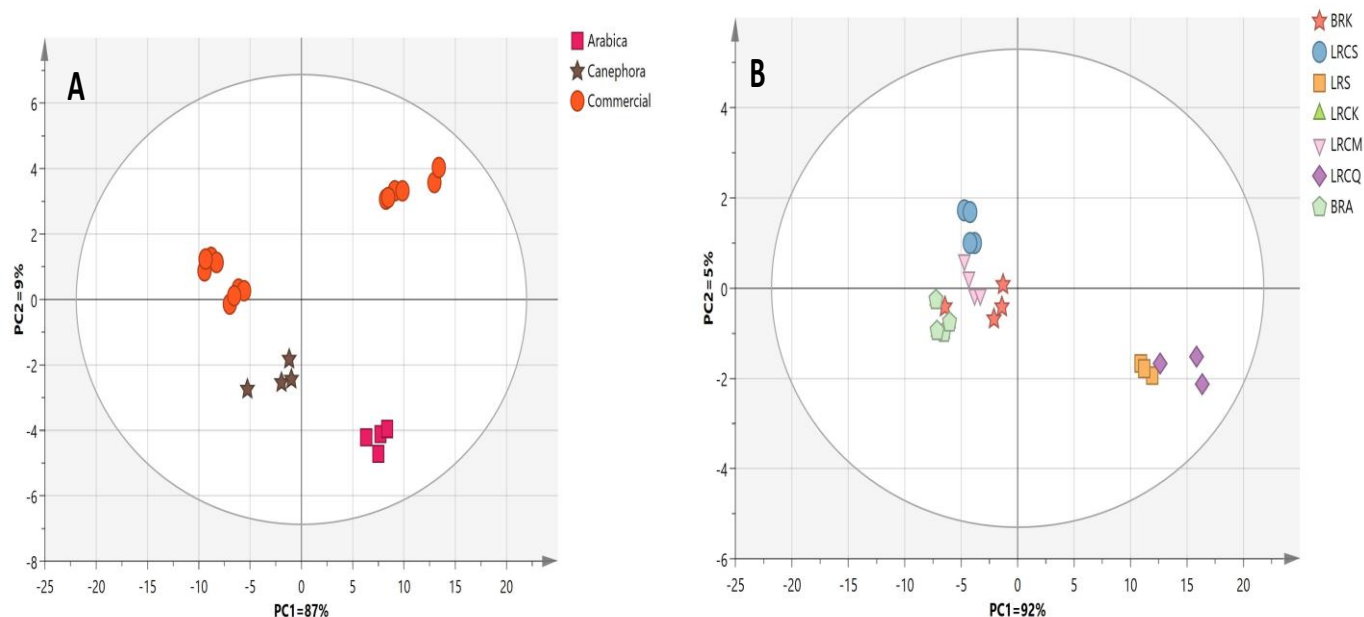 A
Arabica
Canephora
Commercial
6
4
2
0
-2
-4
-6
-8
PC2=9%
-25 -20 -15 -10 -5 0 5 10 15 20
PC1=87%
B
BRK
LRCS
LRS
LRCK
LRCM
LRCQ
BRA
4
2
0
-2
-4
-6
PC2=5%
-25 -20 -15 -10 -5 0 5 10 15 20
PC1=92%